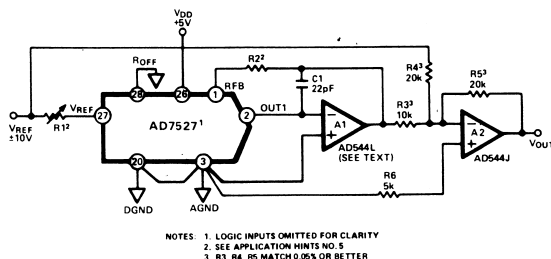 VDD
+5V
ROFF
28
26
1
RFB
R2²
C1
22pF
R4³
20k
R5³
20k
VREF
±10V
R1²
VREF
27
AD7527¹
2
OUT1
A1
R3³
10k
A2
VOUT
AD544L
(SEE TEXT)
AD544J
20
3
R6
5k
DGND
AGND
NOTES: 1. LOGIC INPUTS OMITTED FOR CLARITY
2. SEE APPLICATION HINTS NO. 5
3. R3, R4, R5 MATCH 0.05% OR BETTER